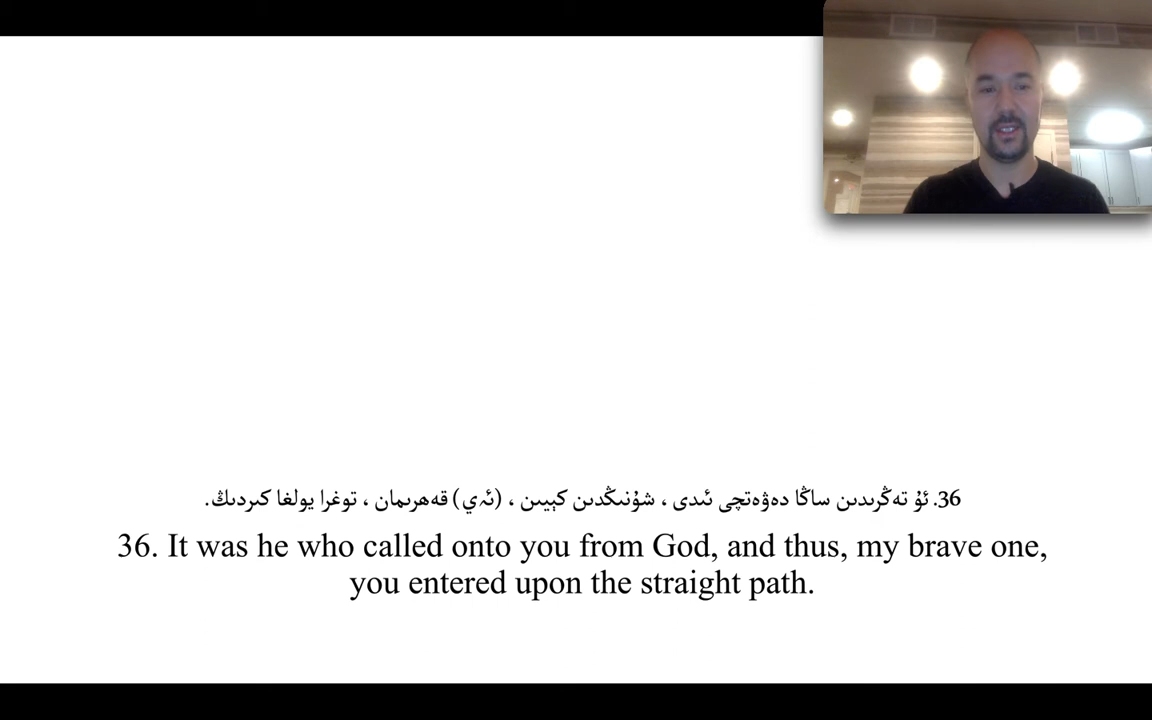 36. ئۇ تەڭرىدىن ساڭا دەۋەتچى ئىدى ، شۇنىڭدىن كېيىن ، (ئەي) قەھرىمان ، توغرا يولغا كىردىڭ.
36. It was he who called onto you from God, and thus, my brave one,
you entered upon the straight path.